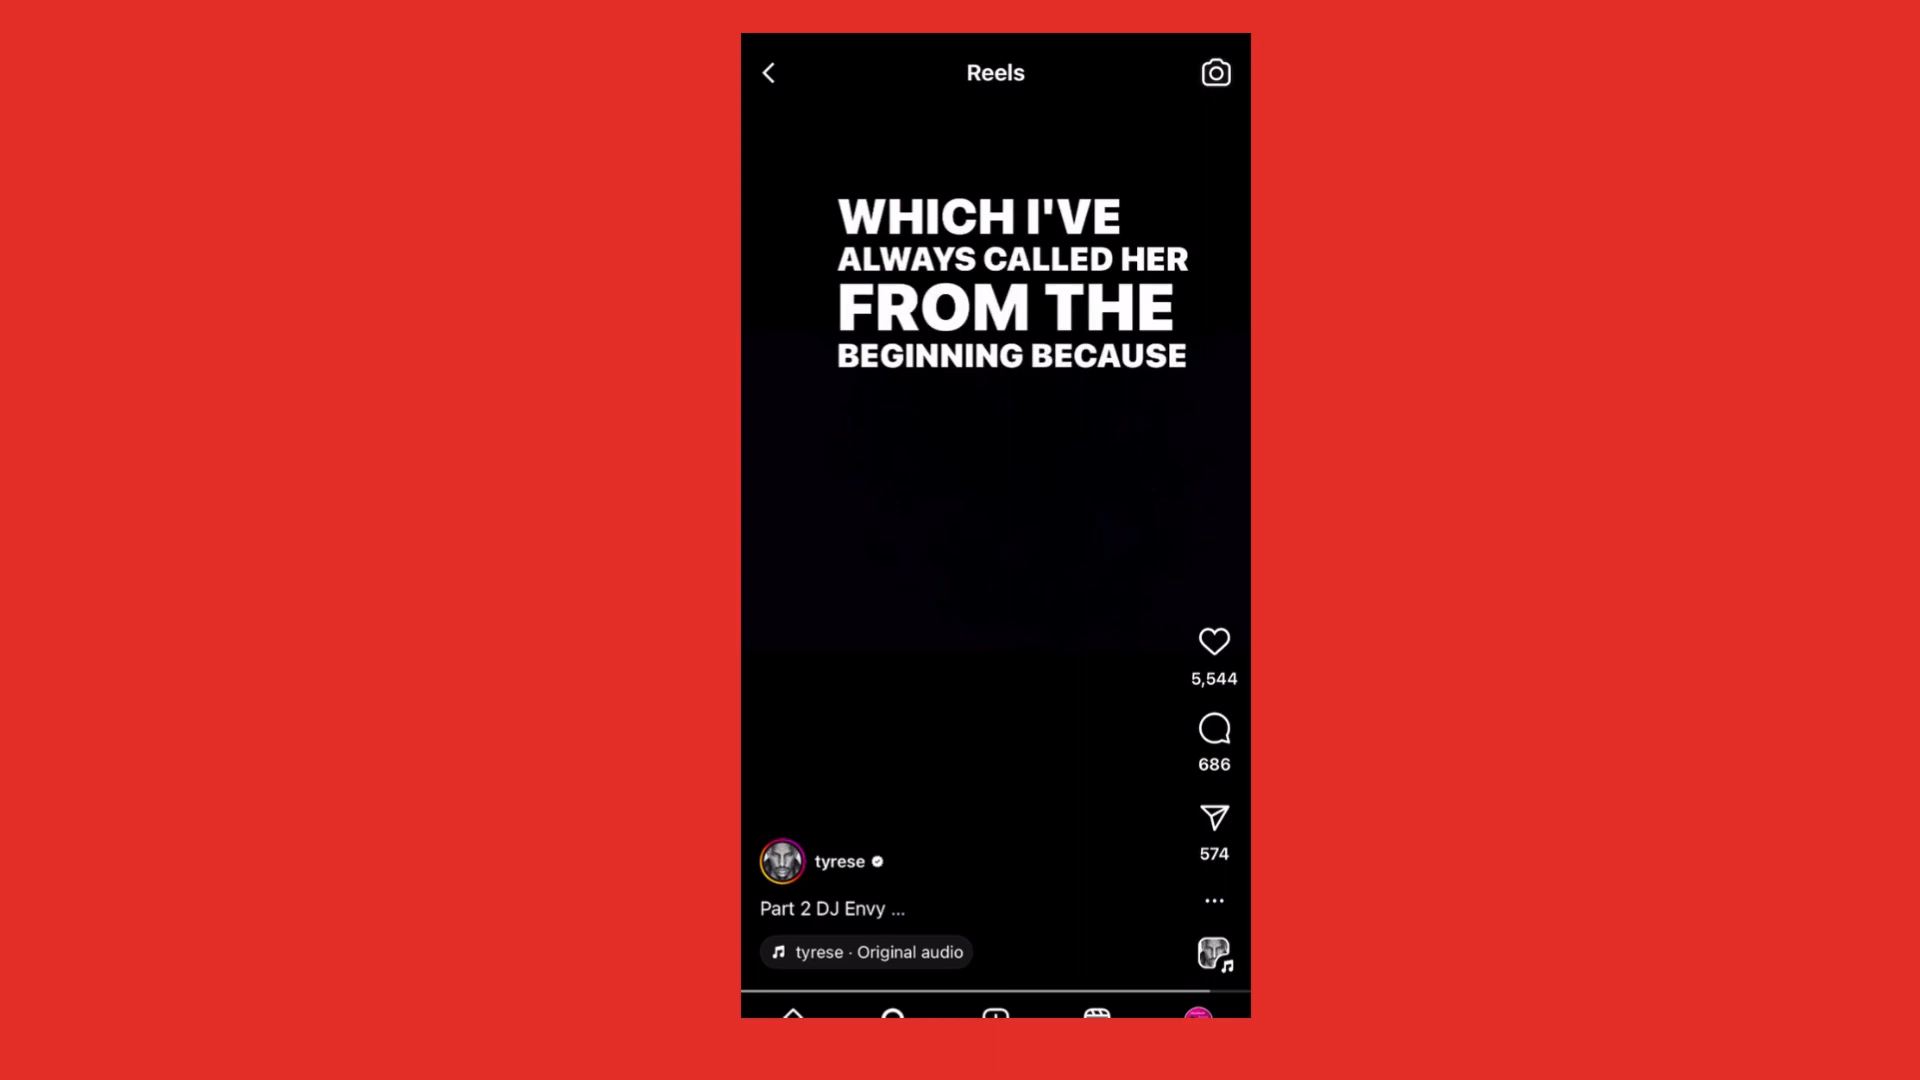 Reels
WHICH I'VE
ALWAYS CALLED HER
FROM THE
BEGINNING BECAUSE
5,544
686
574
tyrese
Part 2 DJ Envy ...
tyrese · Original audio